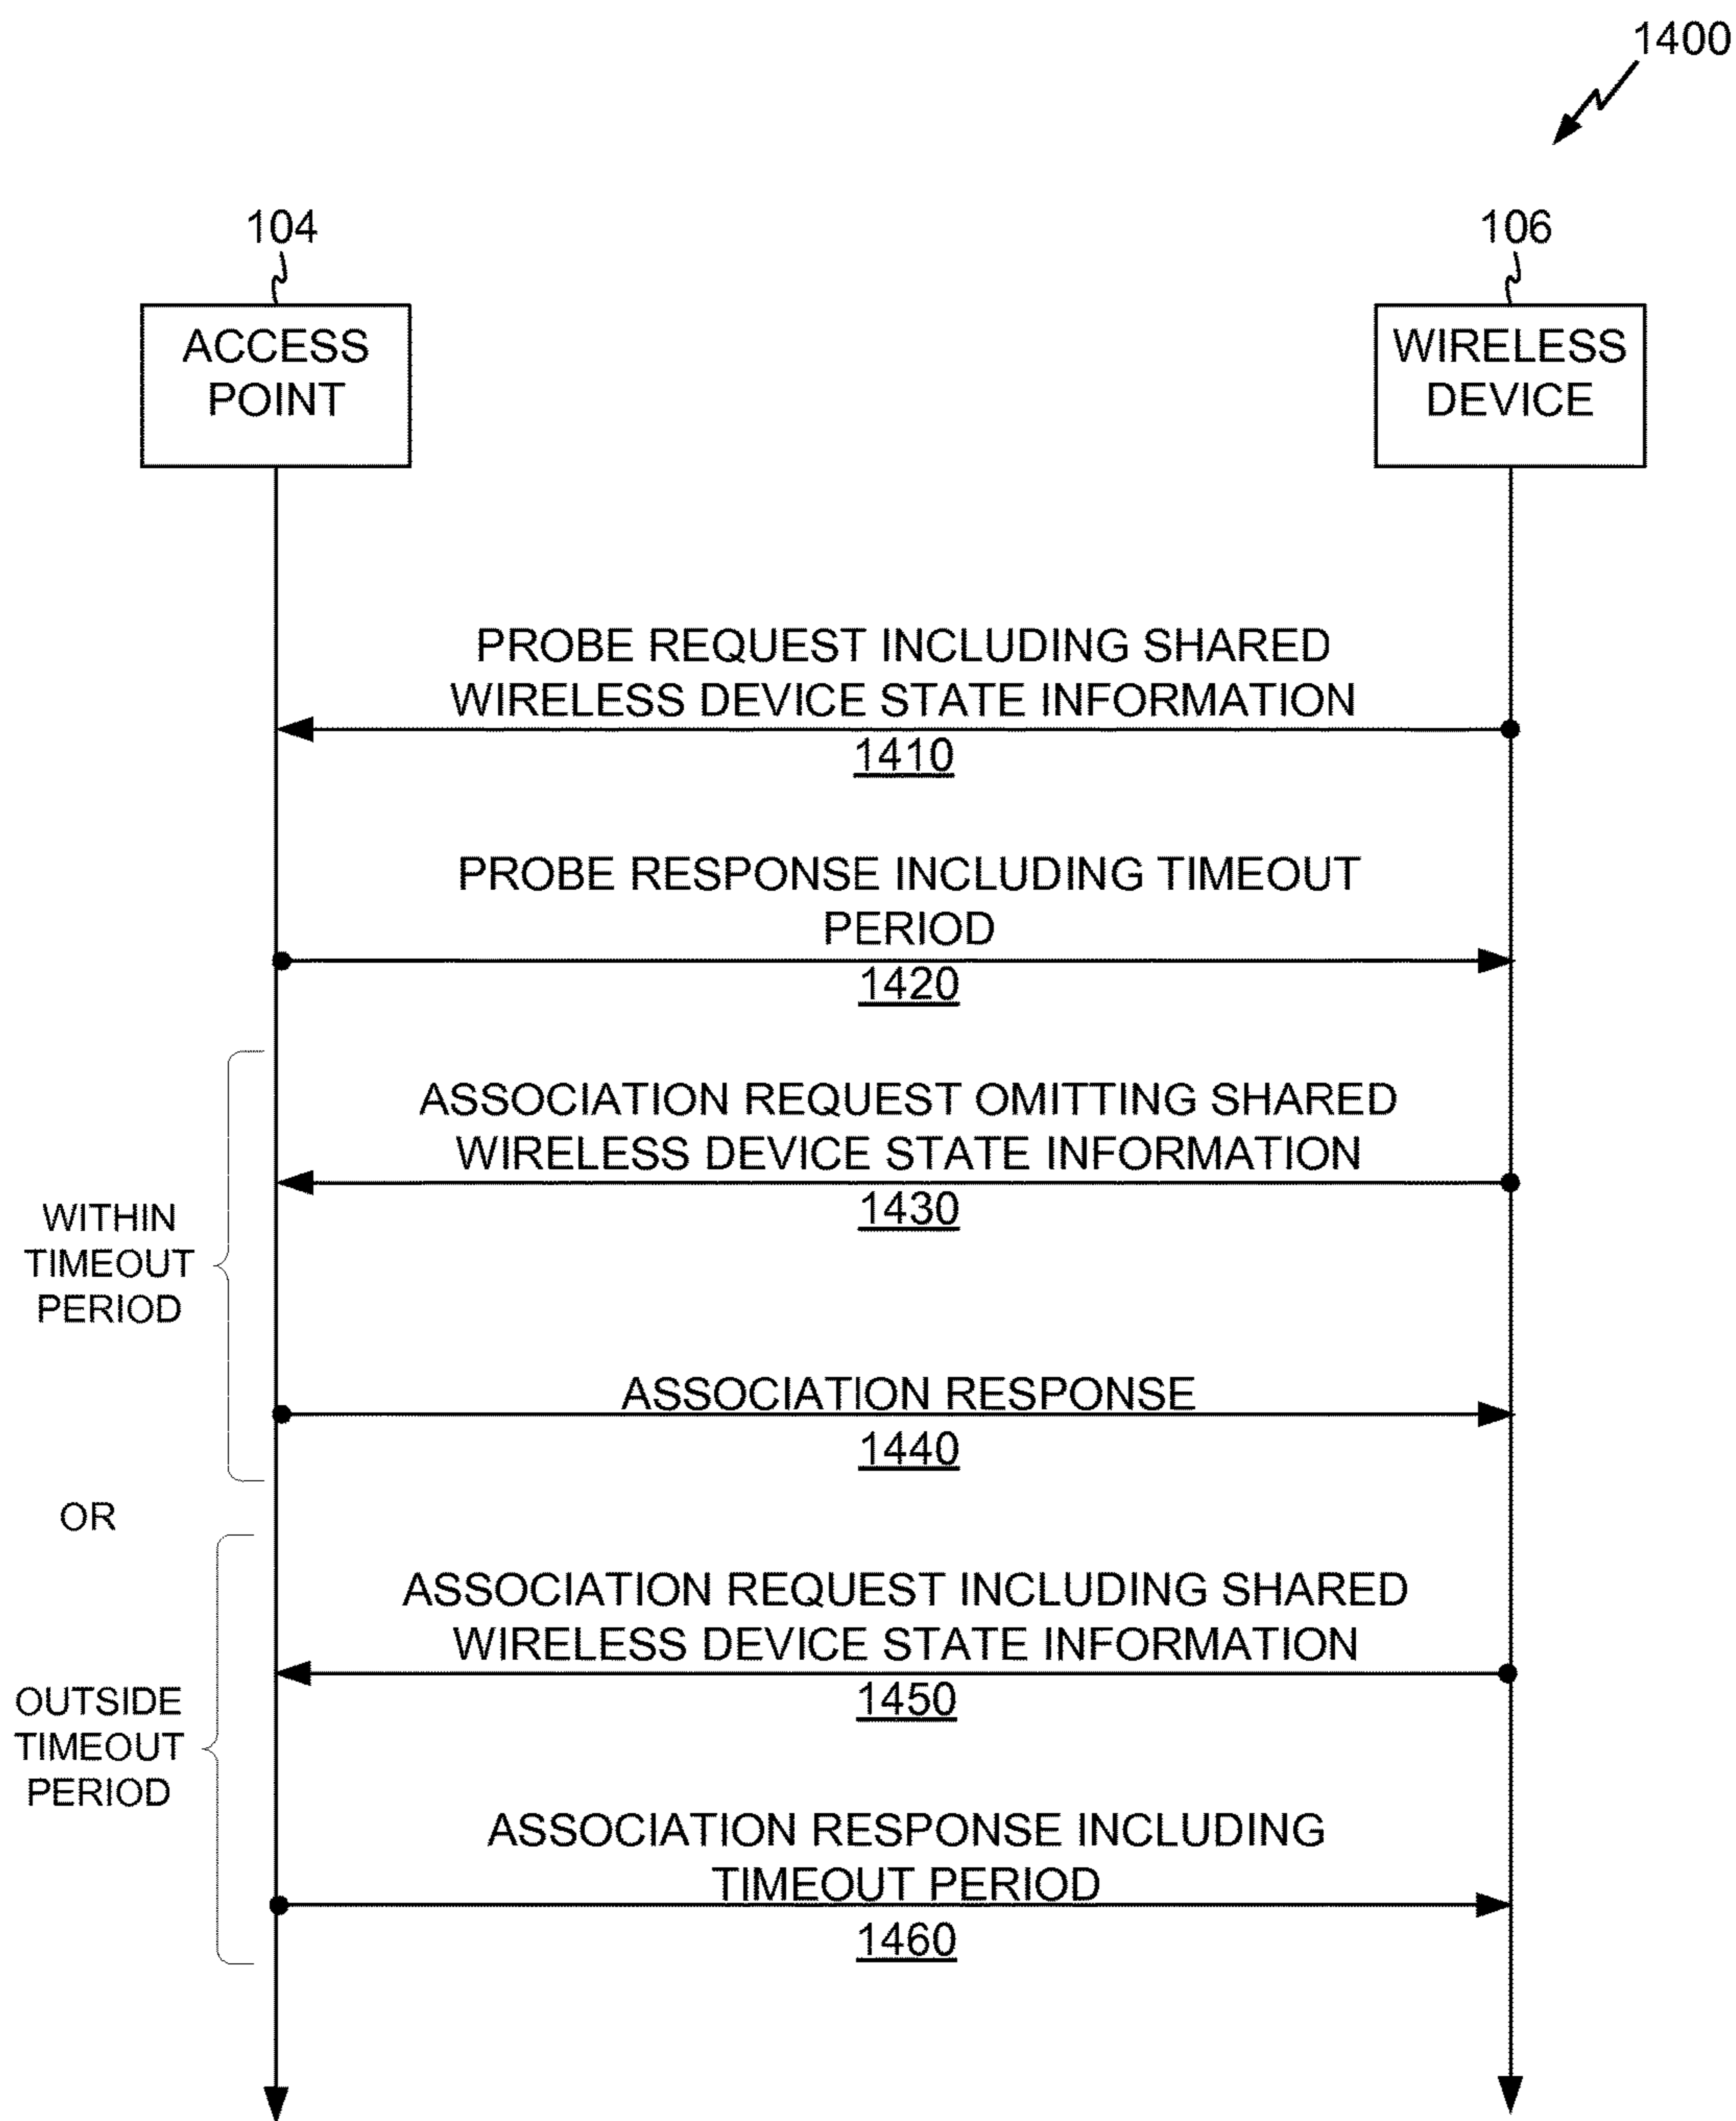 1400
104
106
ACCESS
POINT
WIRELESS
DEVICE
PROBE REQUEST INCLUDING SHARED
WIRELESS DEVICE STATE INFORMATION
1410
PROBE RESPONSE INCLUDING TIMEOUT
PERIOD
1420
WITHIN
TIMEOUT
PERIOD
ASSOCIATION REQUEST OMITTING SHARED
WIRELESS DEVICE STATE INFORMATION
1430
ASSOCIATION RESPONSE
1440
OR
OUTSIDE
TIMEOUT
PERIOD
ASSOCIATION REQUEST INCLUDING SHARED
WIRELESS DEVICE STATE INFORMATION
1450
ASSOCIATION RESPONSE INCLUDING
TIMEOUT PERIOD
1460